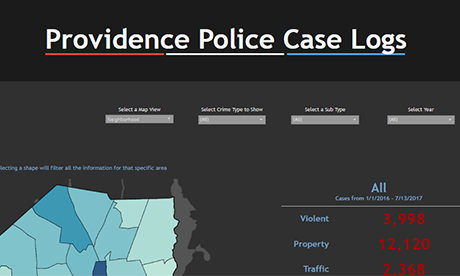 Providence Police Case Logs
Select a Map View
Select Crime Type to Show
Select a Sub Type
Select Year
Neighborhood
(All)
(All)
(All)
electing a shape will filter all the information for that specific area
All
Cases from 1/1/2016 - 7/13/2017
Violent 3,998
Property 12,120
Traffic 2,368